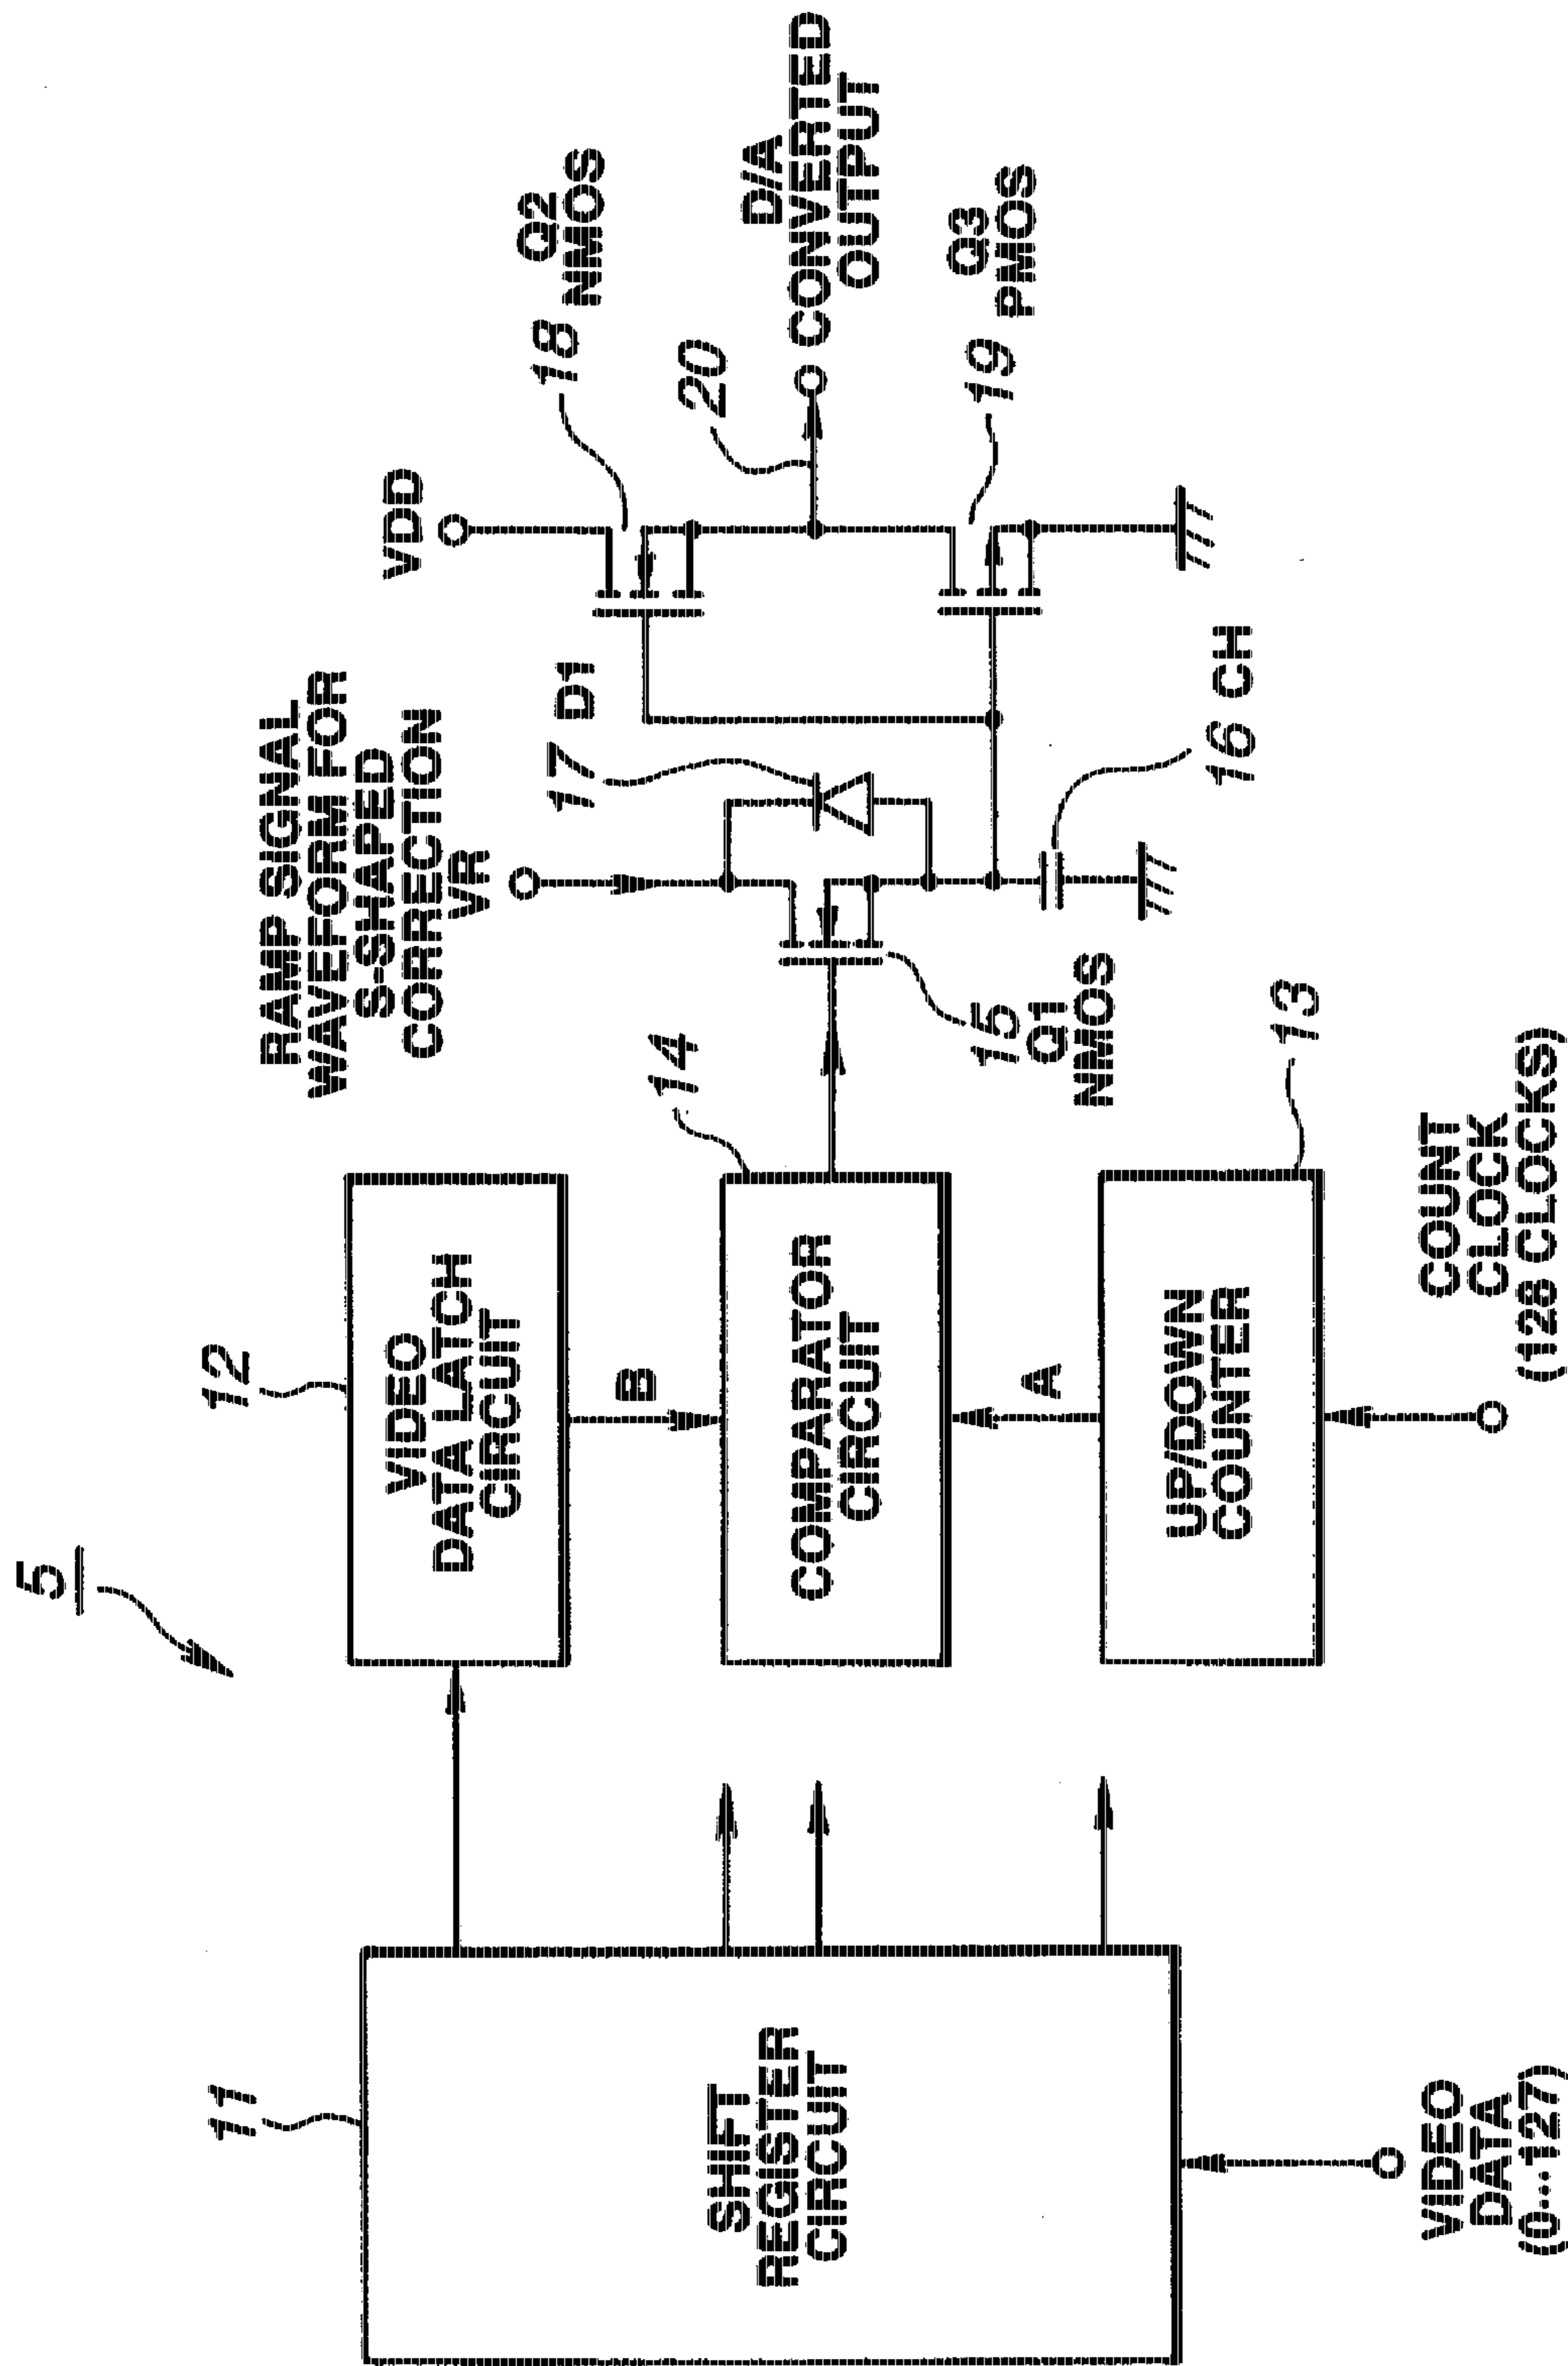 5
11
SHIFT
REGISTER
CIRCUIT
VIDEO
DATA
(0...127)
12
VIDEO
DATA LATCH
CIRCUIT
B
14
COMPARATOR
CIRCUIT
A
UP/DOWN
COUNTER
13
COUNT
CLOCK
(128 CLOCKS)
RAMP SIGNAL
WAVEFORM FOR
S-SHAPED
CORRECTION
VR
15
Q1
NMOS
17 D1
16 CH
VDD
18
Q2
NMOS
20
D/A
CONVERTED
OUTPUT
19
Q3
PMOS